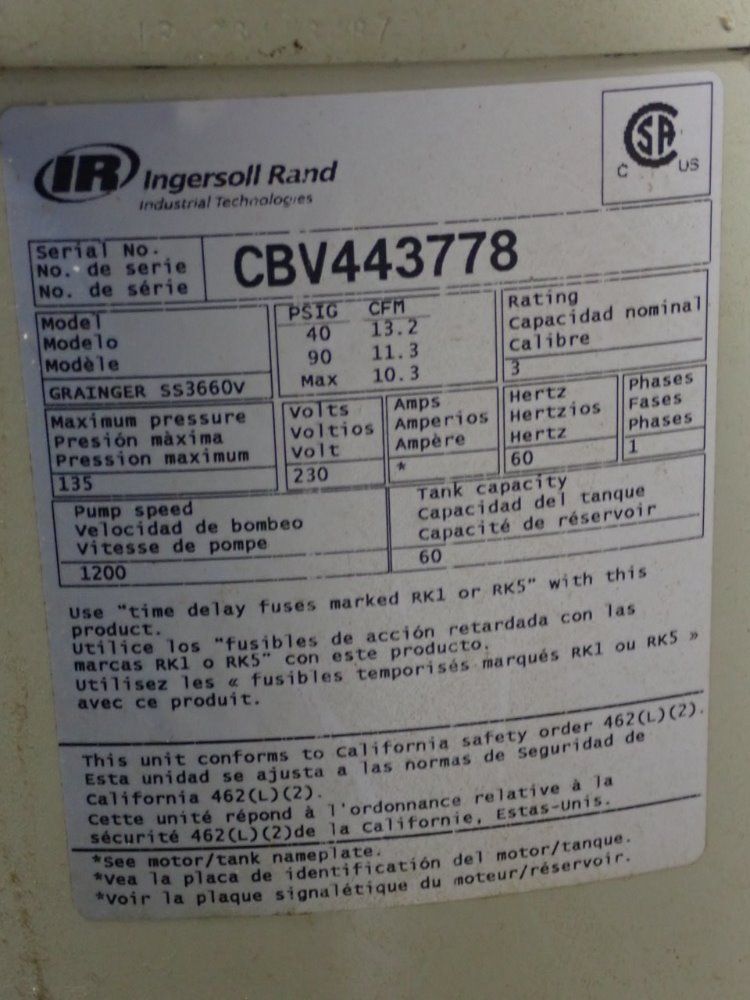 IR Ingersoll Rand
Industrial Technologies
CSA
C US
Serial No.
No. de serie
No. de série
CBV443778
Model
Modelo
Modèle
GRAINGER SS3660V
PSIG CFM
40 13.2
90 11.3
Max 10.3
Rating
Capacidad nominal
Calibre
3
Maximum pressure
Presión màxima
Pression maximum
135
Volts
Voltios
Volt
230
Amps
Amperios
Ampère
*
Hertz
Hertzios
Hertz
60
Phases
Fases
Phases
1
Pump speed
Velocidad de bombeo
Vitesse de pompe
1200
Tank capacity
Capacidad del tanque
Capacité de réservoir
60
Use "time delay fuses marked RK1 or RK5" with this
product.
Utilice los "fusibles de acción retardada con las
marcas RK1 o RK5" con este producto.
Utilisez les « fusibles temporisés marqués RK1 ou RK5 »
avec ce produit.
This unit conforms to California safety order 462(L)(2).
Esta unidad se ajusta a las normas de Seguridad de
California 462(L)(2).
Cette unité répond à l'ordonnance relative à la
sécurité 462(L)(2)de la Californie, Estas-Unis.
*See motor/tank nameplate.
*Vea la placa de identificación del motor/tanque.
*Voir la plaque signalétique du moteur/réservoir.